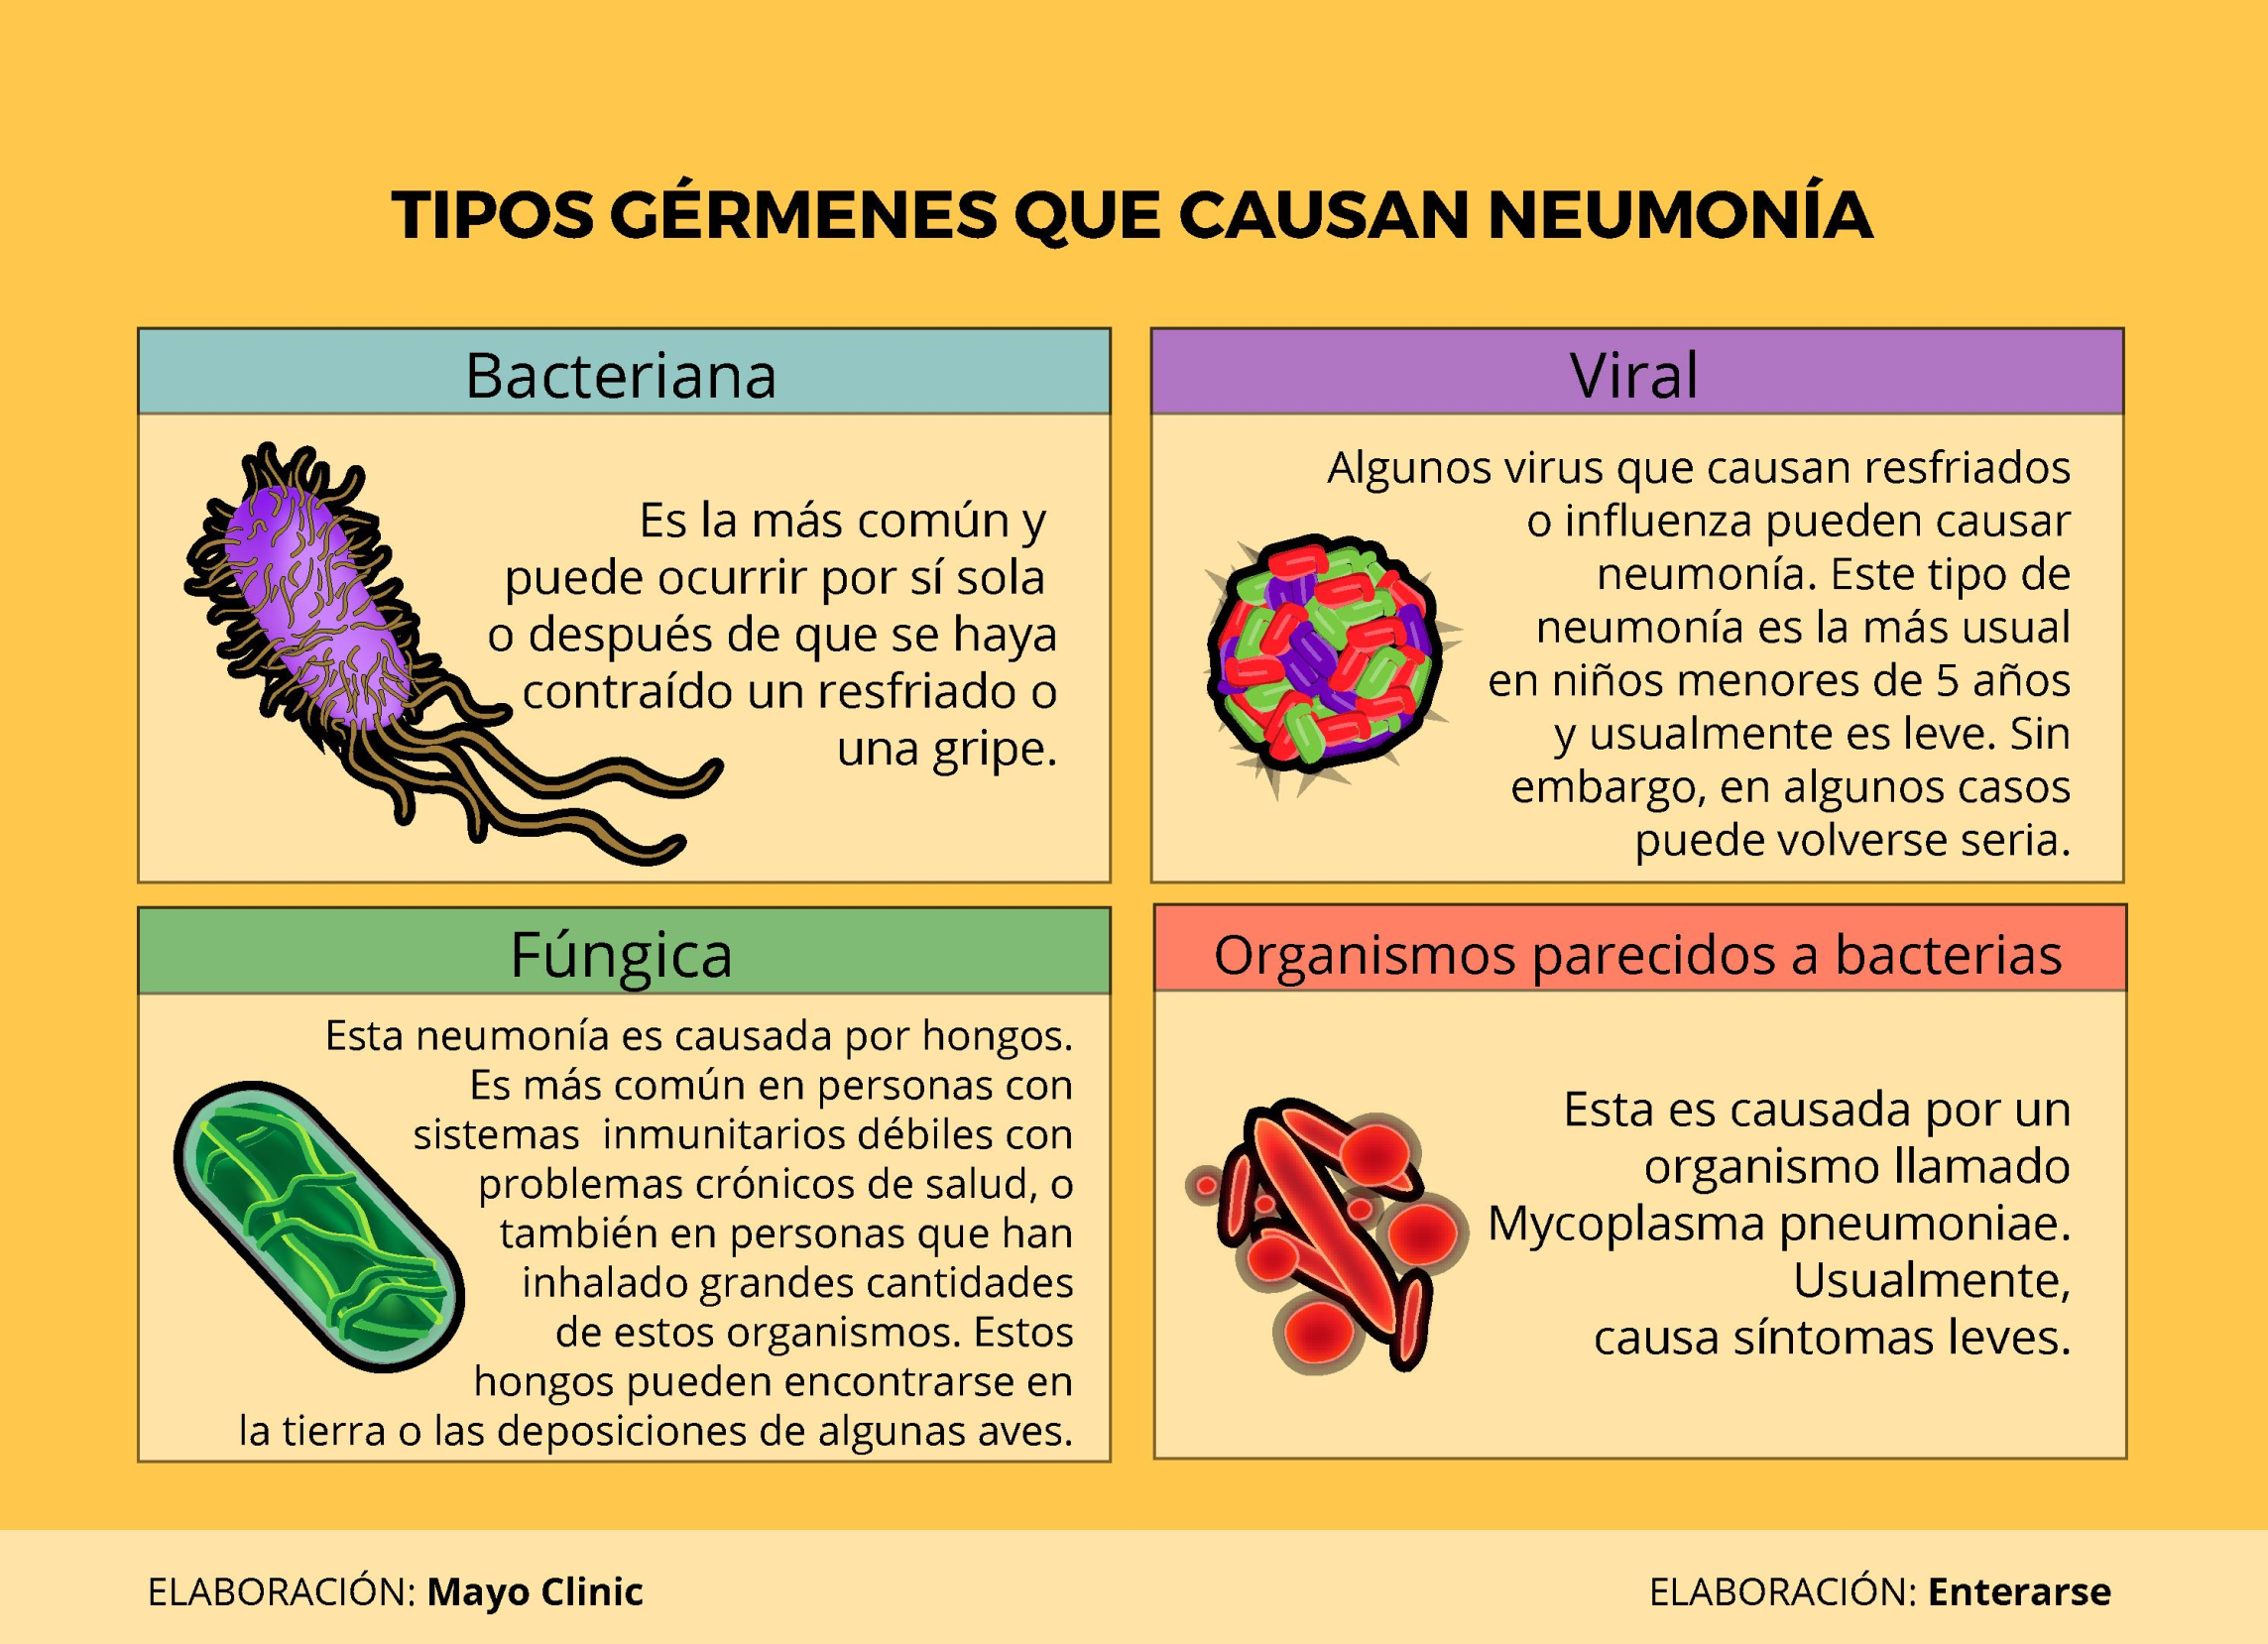 TIPOS GÉRMENES QUE CAUSAN NEUMONÍA
Bacteriana
Es la más común y
puede ocurrir por sí sola
o después de que se haya
contraído un resfriado o
una gripe.
Viral
Algunos virus que causan resfriados
o influenza pueden causar
neumonía. Este tipo de
neumonía es la más usual
en niños menores de 5 años
y usualmente es leve. Sin
embargo, en algunos casos
puede volverse seria.
Fúngica
Esta neumonía es causada por hongos.
Es más común en personas con
sistemas inmunitarios débiles con
problemas crónicos de salud, o
también en personas que han
inhalado grandes cantidades
de estos organismos. Estos
hongos pueden encontrarse en
la tierra o las deposiciones de algunas aves.
Organismos parecidos a bacterias
Esta es causada por un
organismo llamado
Mycoplasma pneumoniae.
Usualmente,
causa síntomas leves.
ELABORACIÓN: Mayo Clinic
ELABORACIÓN: Enterarse